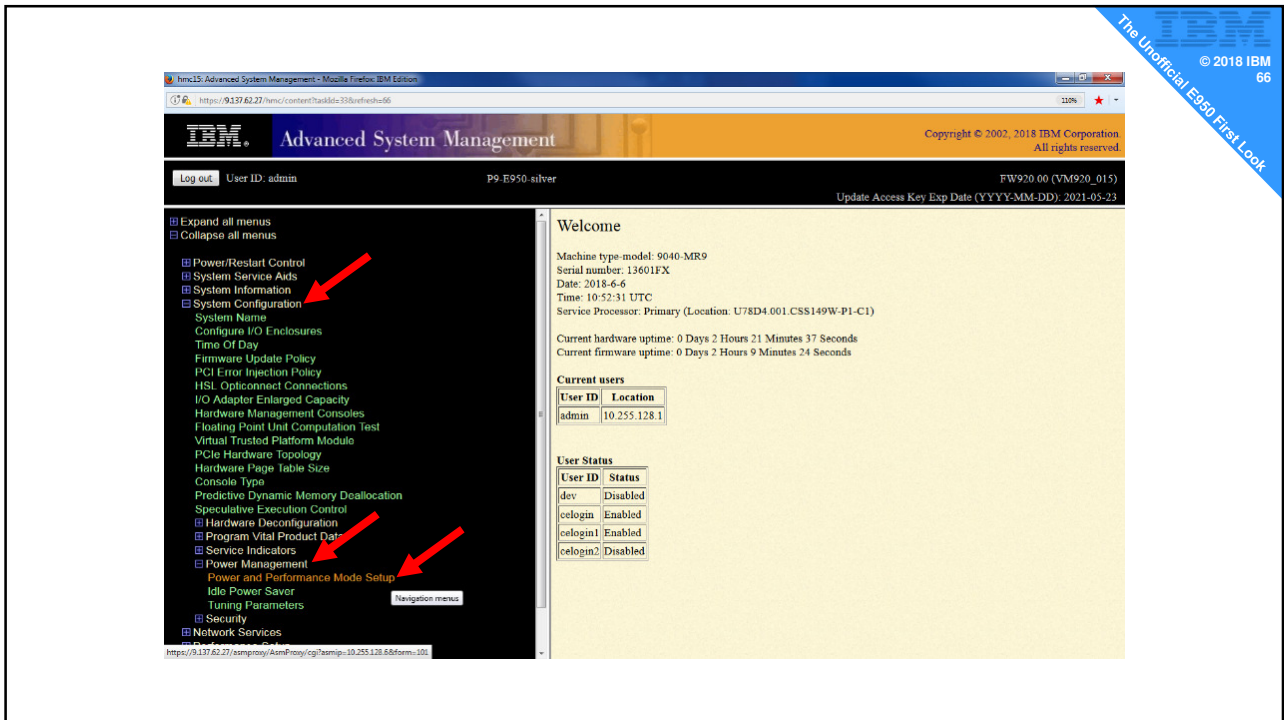 The Unofficial E950 First Look
IBM
© 2018 IBM
66
hmc15: Advanced System Management - Mozilla Firefox: IBM Edition
https://9.137.62.27/hmc/content?taskId=33&refresh=66
110%
IBM.
Advanced System Management
Copyright © 2002, 2018 IBM Corporation.
All rights reserved.
Log out
User ID: admin
P9-E950-silver
FW920.00 (VM920_015)
Update Access Key Exp Date (YYYY-MM-DD): 2021-05-23
Expand all menus
Collapse all menus
Power/Restart Control
System Service Aids
System Information
System Configuration
System Name
Configure I/O Enclosures
Time Of Day
Firmware Update Policy
PCI Error Injection Policy
HSL Opticonnect Connections
I/O Adapter Enlarged Capacity
Hardware Management Consoles
Floating Point Unit Computation Test
Virtual Trusted Platform Module
PCIe Hardware Topology
Hardware Page Table Size
Console Type
Predictive Dynamic Memory Deallocation
Speculative Execution Control
Hardware Deconfiguration
Program Vital Product Data
Service Indicators
Power Management
Power and Performance Mode Setup
Idle Power Saver
Tuning Parameters
Navigation menus
Security
Network Services
https://9.137.62.27/asmproxy/AsmProxy/cgi?asmip=10.255.128.6&form=101
Welcome
Machine type-model: 9040-MR9
Serial number: 13601FX
Date: 2018-6-6
Time: 10:52:31 UTC
Service Processor: Primary (Location: U78D4.001.CSS149W-P1-C1)
Current hardware uptime: 0 Days 2 Hours 21 Minutes 37 Seconds
Current firmware uptime: 0 Days 2 Hours 9 Minutes 24 Seconds
Current users
User ID Location
admin 10.255.128.1
User Status
User ID Status
dev Disabled
celogin Enabled
celogin1 Enabled
celogin2 Disabled